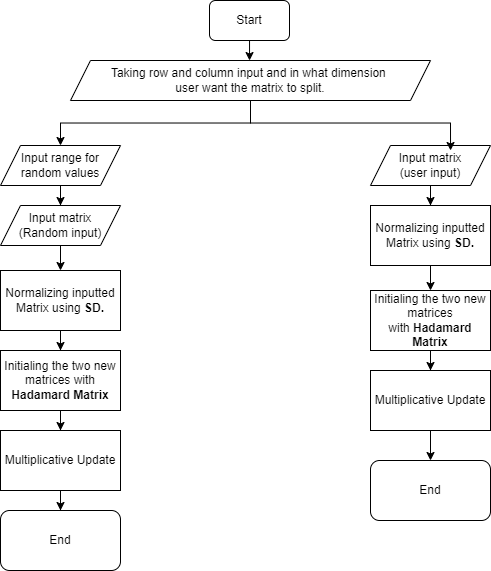 Start
Taking row and column input and in what dimension
user want the matrix to split.
Input range for
random values
Input matrix
(Random input)
Normalizing inputted
Matrix using SD.
Initialing the two new
matrices with
Hadamard Matrix
Multiplicative Update
End
Input matrix
(user input)
Normalizing inputted
Matrix using SD.
Initialing the two new
matrices
with Hadamard
Matrix
Multiplicative Update
End